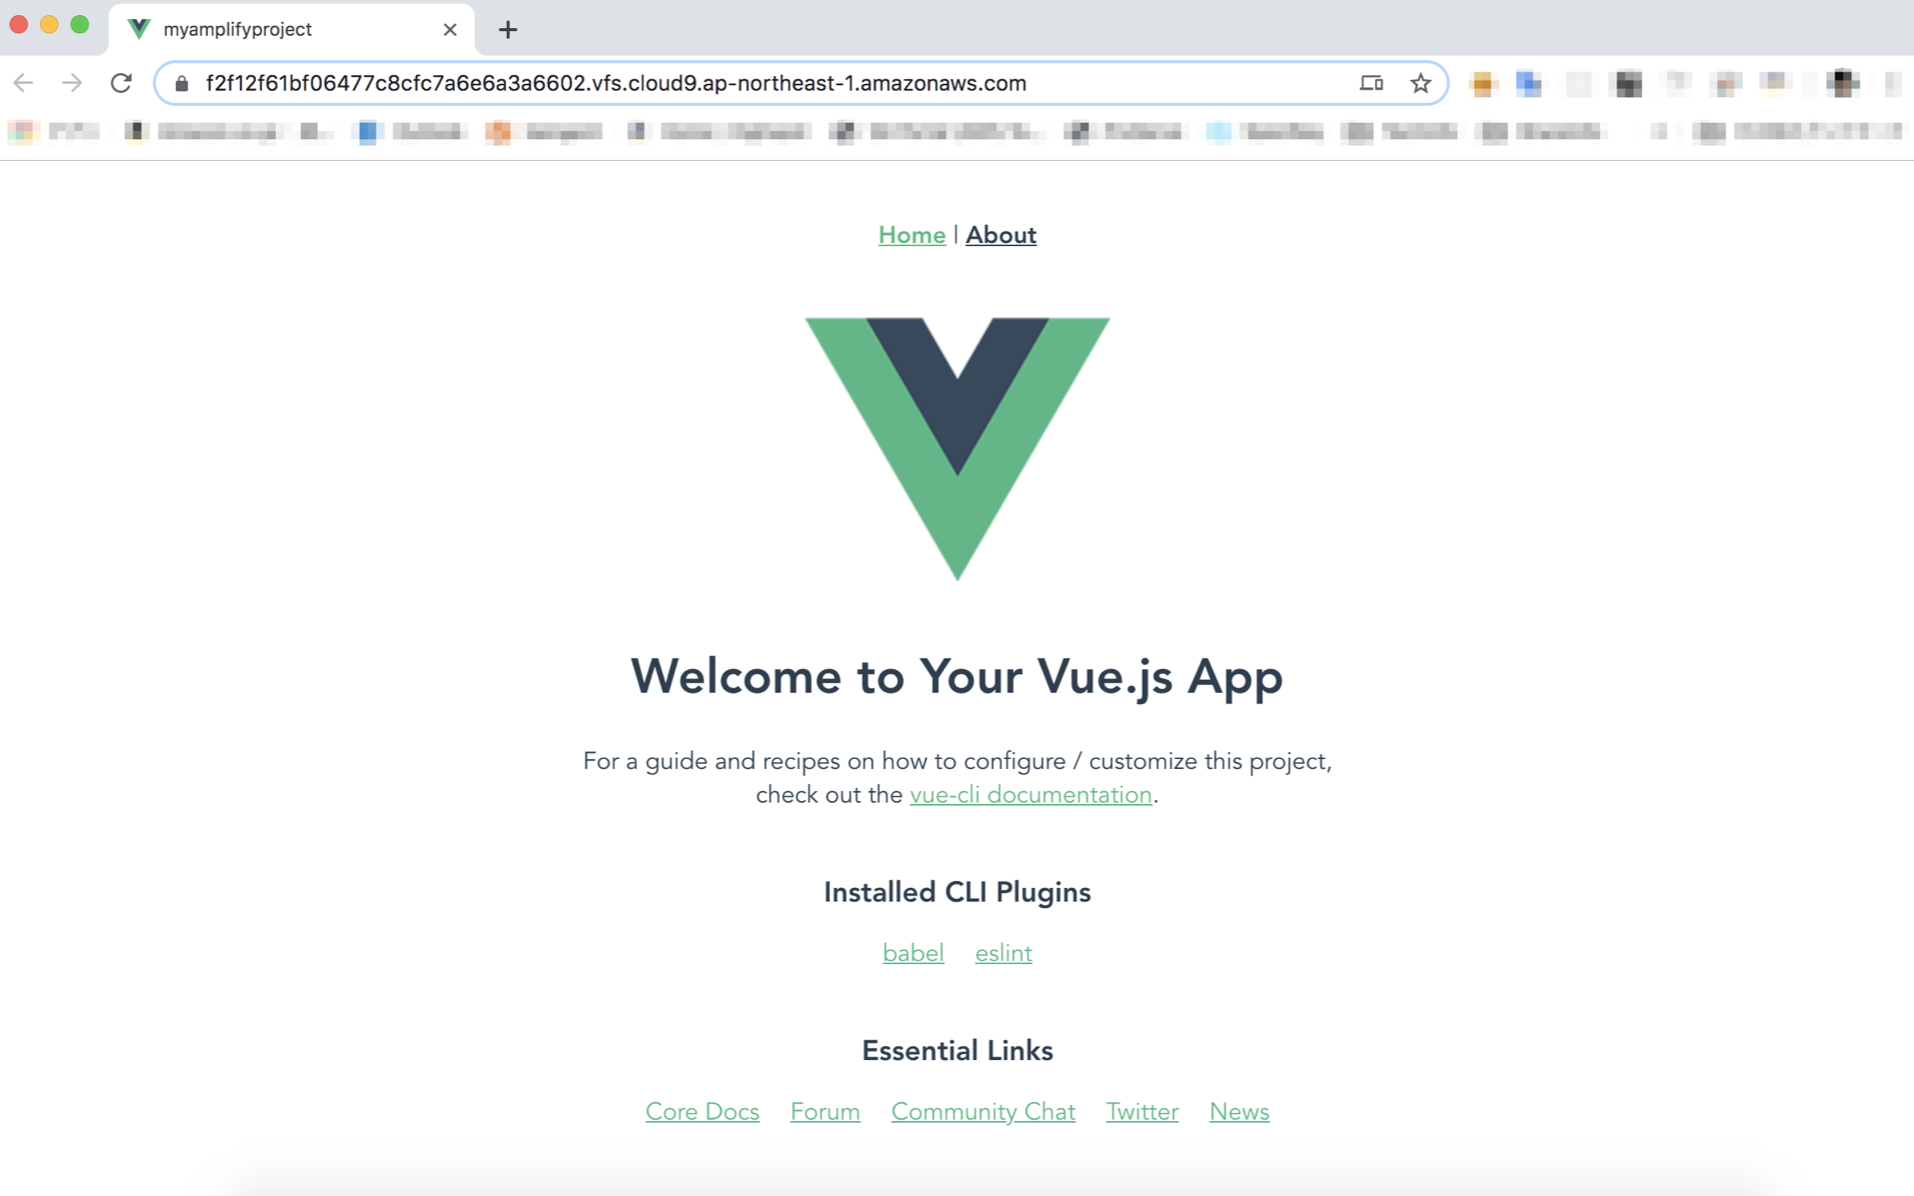 myamplifyproject
f2f12f61bf06477c8cfc7a6e6a3a6602.vfs.cloud9.ap-northeast-1.amazonaws.com
Home | About
Welcome to Your Vue.js App
For a guide and recipes on how to configure / customize this project,
check out the vue-cli documentation.
Installed CLI Plugins
babel eslint
Essential Links
Core Docs Forum Community Chat Twitter News